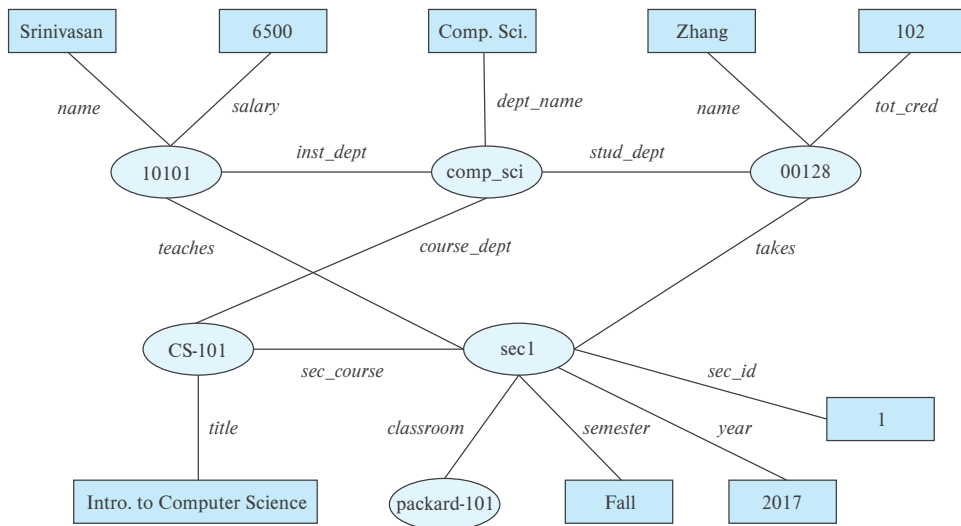 Srinivasan
6500
Comp. Sci.
Zhang
102
name
salary
dept_name
name
tot_cred
10101
inst_dept
comp_sci
stud_dept
00128
teaches
course_dept
takes
CS-101
sec_course
sec1
sec_id
1
title
classroom
semester
year
Intro. to Computer Science
packard-101
Fall
2017